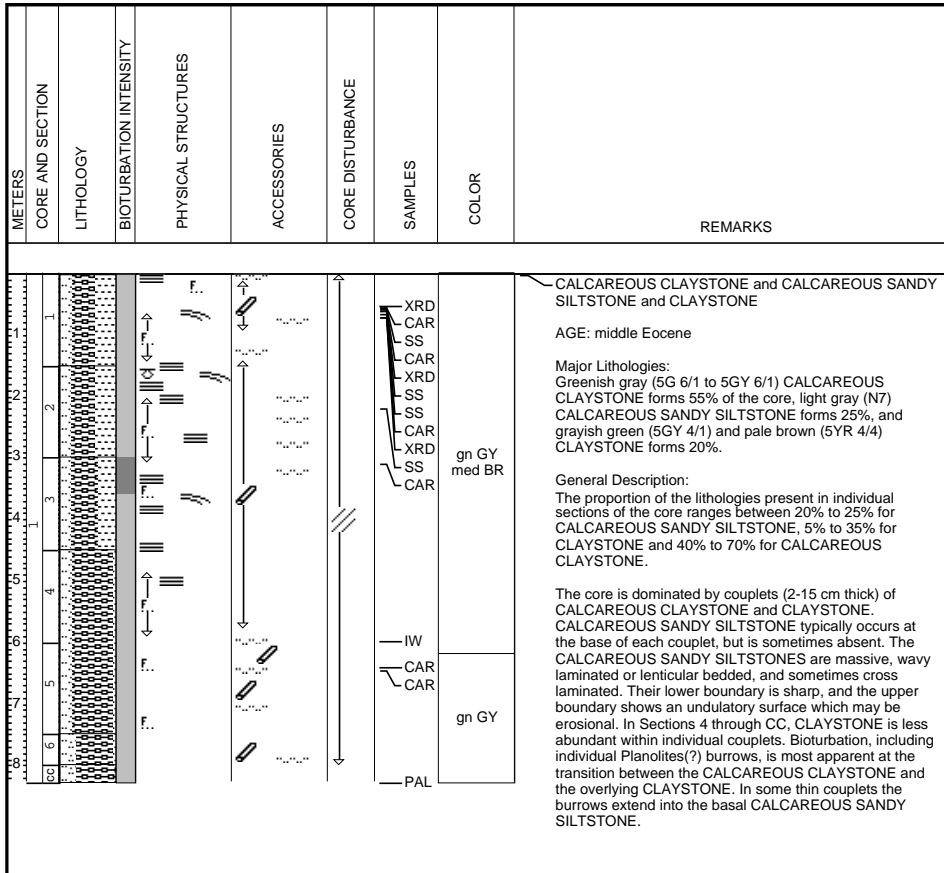 METERS
CORE AND SECTION
LITHOLOGY
BIOTURBATION INTENSITY
PHYSICAL STRUCTURES
ACCESSORIES
CORE DISTURBANCE
SAMPLES
COLOR
REMARKS
1
2
3
4
5
6
7
8
1
1
2
3
4
5
6
CC
F
F
F
F
F
F
F
XRD
CAR
SS
CAR
XRD
SS
SS
CAR
XRD
SS
CAR
IW
CAR
CAR
PAL
gn GY
med BR
gn GY
CALCAREOUS CLAYSTONE and CALCAREOUS SANDY
SILTSTONE and CLAYSTONE
AGE: middle Eocene
Major Lithologies:
Greenish gray (5G 6/1 to 5GY 6/1) CALCAREOUS
CLAYSTONE forms 55% of the core, light gray (N7)
CALCAREOUS SANDY SILTSTONE forms 25%, and
grayish green (5GY 4/1) and pale brown (5YR 4/4)
CLAYSTONE forms 20%.
General Description:
The proportion of the lithologies present in individual
sections of the core ranges between 20% to 25% for
CALCAREOUS SANDY SILTSTONE, 5% to 35% for
CLAYSTONE and 40% to 70% for CALCAREOUS
CLAYSTONE.
The core is dominated by couplets (2-15 cm thick) of
CALCAREOUS CLAYSTONE and CLAYSTONE.
CALCAREOUS SANDY SILTSTONE typically occurs at
the base of each couplet, but is sometimes absent. The
CALCAREOUS SANDY SILTSTONES are massive, wavy
laminated or lenticular bedded, and sometimes cross
laminated. Their lower boundary is sharp, and the upper
boundary shows an undulatory surface which may be
erosional. In Sections 4 through CC, CLAYSTONE is less
abundant within individual couplets. Bioturbation, including
individual Planolites(?) burrows, is most apparent at the
transition between the CALCAREOUS CLAYSTONE and
the overlying CLAYSTONE. In some thin couplets the
burrows extend into the basal CALCAREOUS SANDY
SILTSTONE.